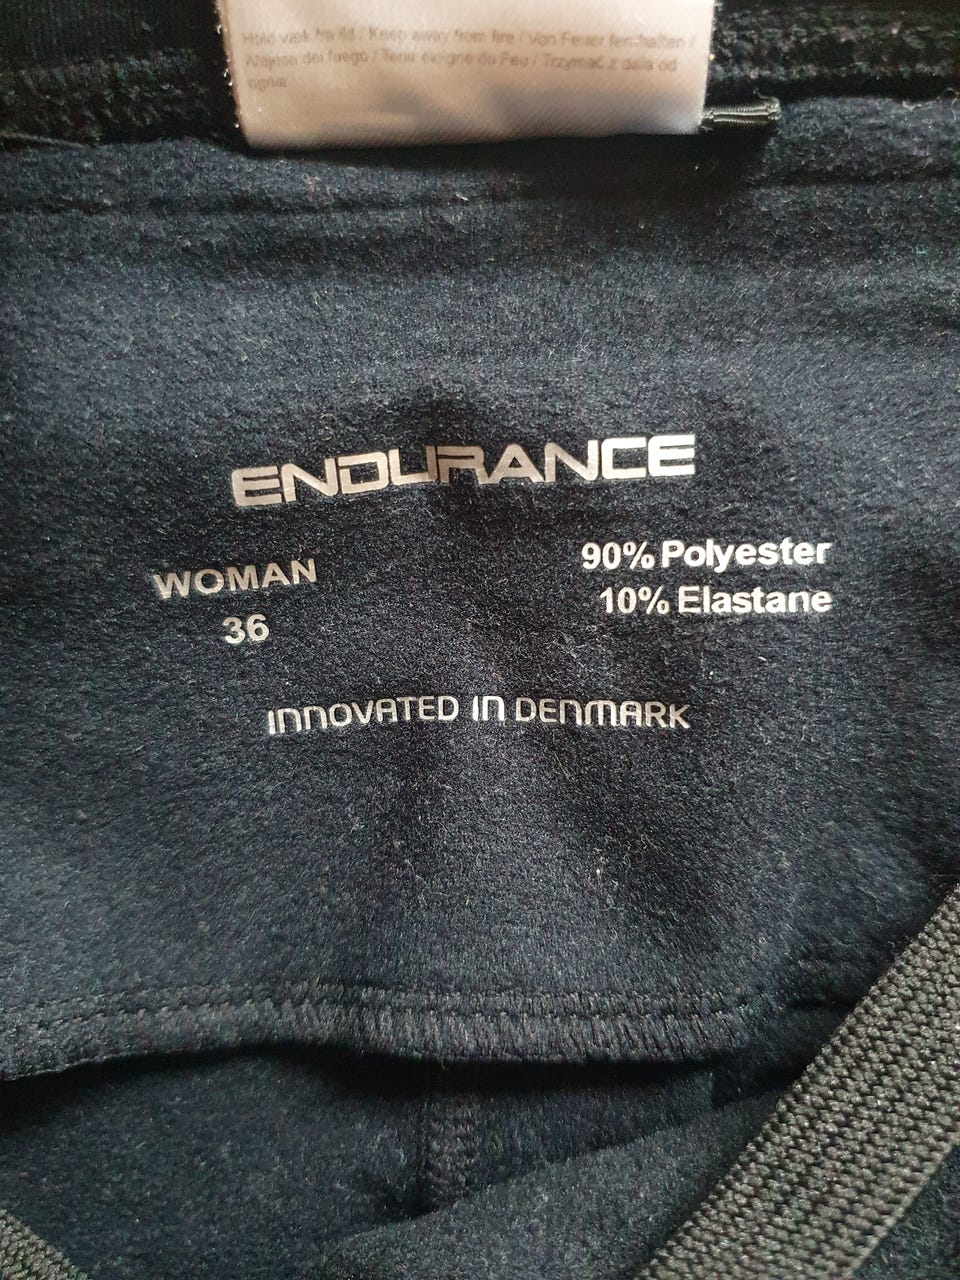 Hold væk fra ild / Keep away from fire / Von Feuer fernhalten /
Alejese del fuego / Tenir éloigné du Feu / Trzymać z dala od
ognia
ENDURANCE
WOMAN
36
90% Polyester
10% Elastane
INNOVATED IN DENMARK